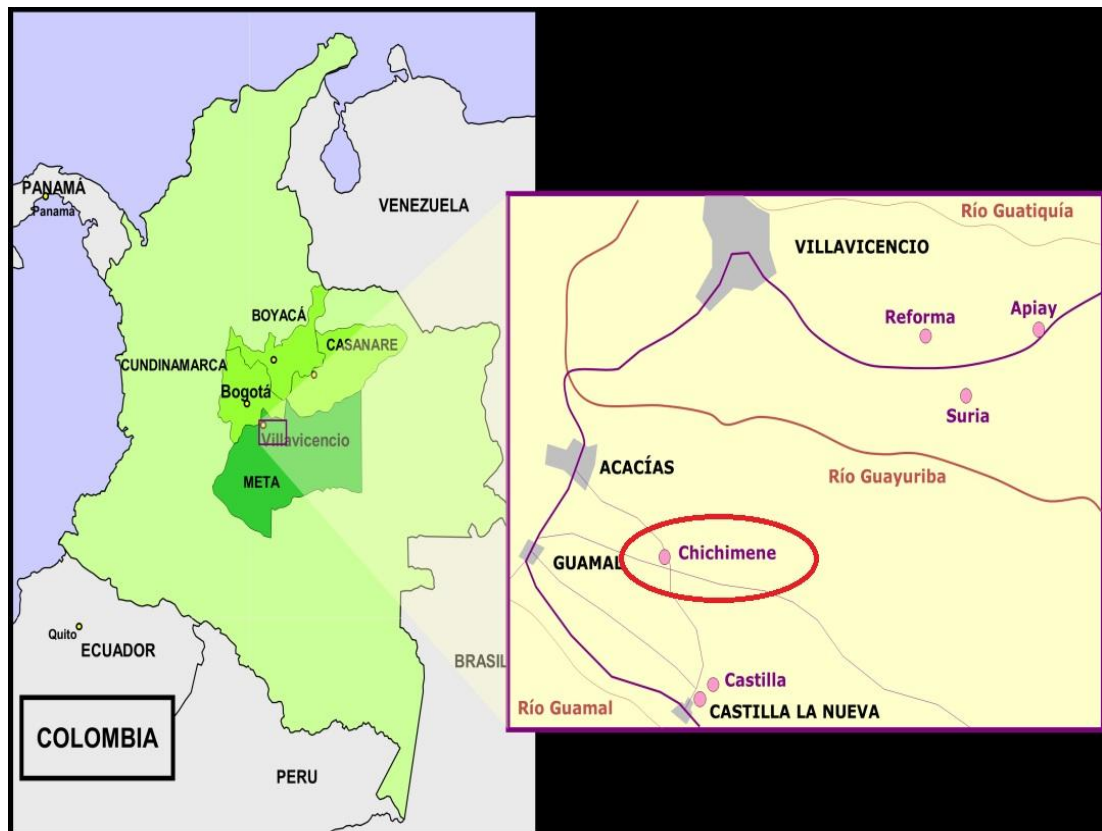 PANAMÁ
Panamá
VENEZUELA
BOYACÁ
CASANARE
CUNDINAMARCA
Bogotá
Villavicencio
META
Quito
ECUADOR
BRASIL
PERU
COLOMBIA
Río Guatiquía
VILLAVICENCIO
Reforma
Apiay
Suria
ACACÍAS
Río Guayuriba
GUAMAL
Chichimene
Castilla
Río Guamal
CASTILLA LA NUEVA